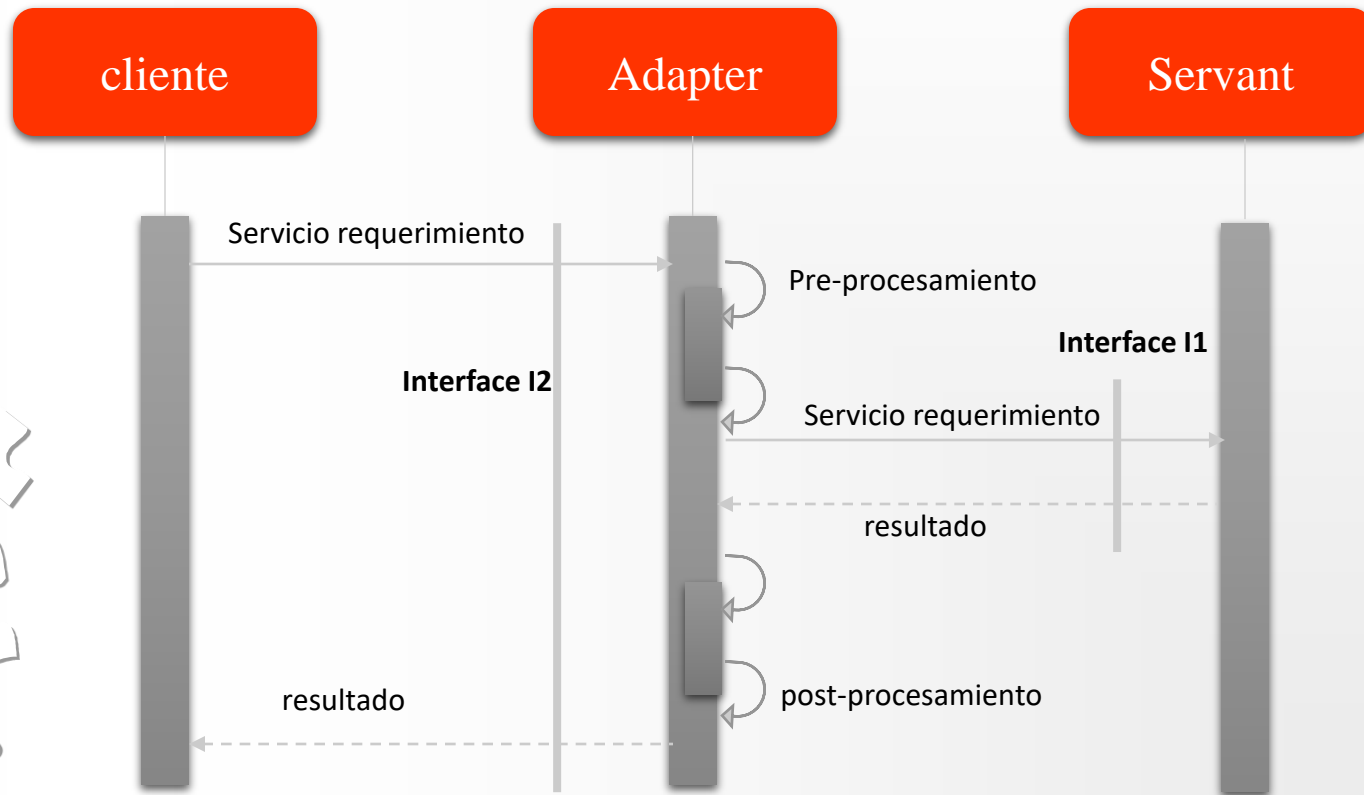 cliente
Adapter
Servant
Servicio requerimiento
Pre-procesamiento
Interface I1
Interface I2
Servicio requerimiento
resultado
resultado
post-procesamiento